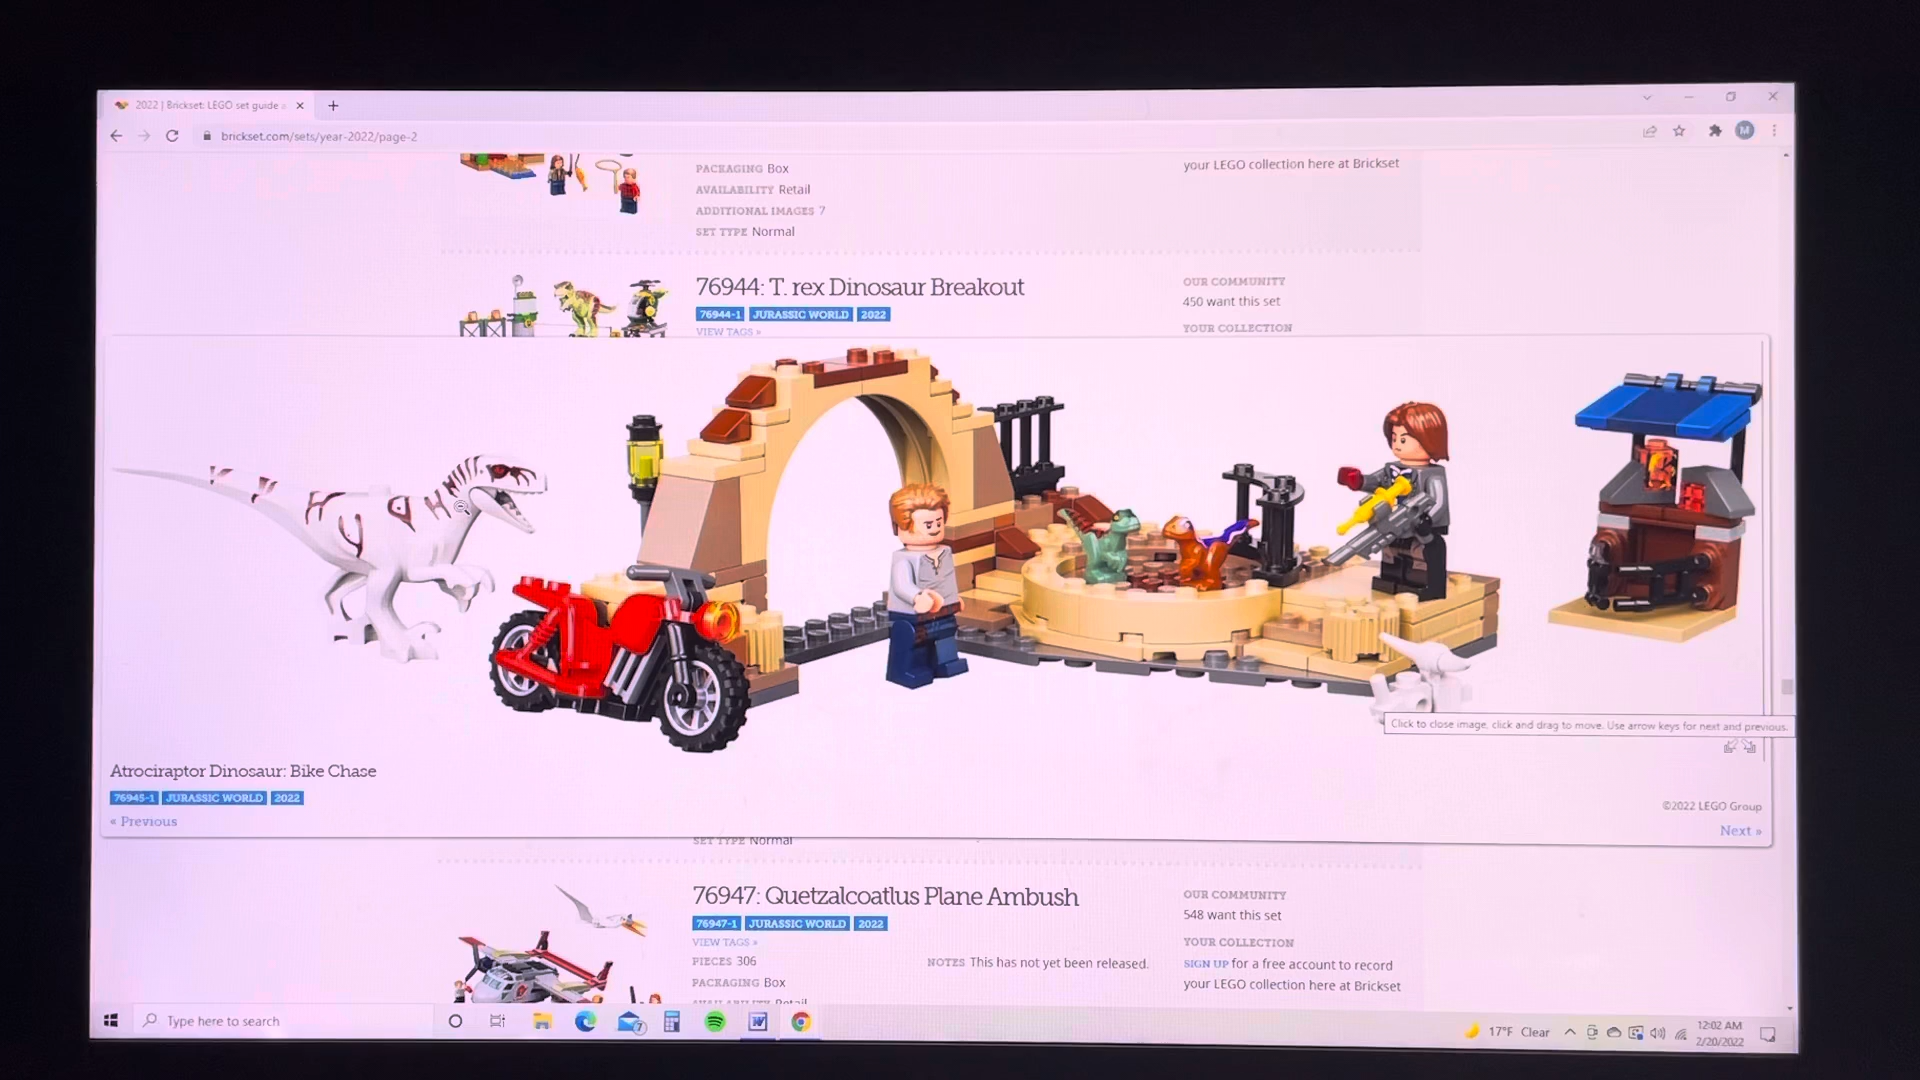 2022 | Brickset: LEGO set guide a
brickset.com/sets/year-2022/page-2
M
PACKAGING Box
AVAILABILITY Retail
ADDITIONAL IMAGES 7
SET TYPE Normal
your LEGO collection here at Brickset
76944: T. rex Dinosaur Breakout
76944-1 JURASSIC WORLD 2022
VIEW TAGS »
OUR COMMUNITY
450 want this set
YOUR COLLECTION
Click to close image, click and drag to move. Use arrow keys for next and previous.
Atrociraptor Dinosaur: Bike Chase
76945-1 JURASSIC WORLD 2022
« Previous
©2022 LEGO Group
Next »
SET TYPE Normal
76947: Quetzalcoatlus Plane Ambush
76947-1 JURASSIC WORLD 2022
VIEW TAGS »
PIECES 306
PACKAGING Box
AVAILABILITY Retail
NOTES This has not yet been released.
OUR COMMUNITY
548 want this set
YOUR COLLECTION
SIGN UP for a free account to record
your LEGO collection here at Brickset
Type here to search
7
W
17°F Clear
12:02 AM
2/20/2022